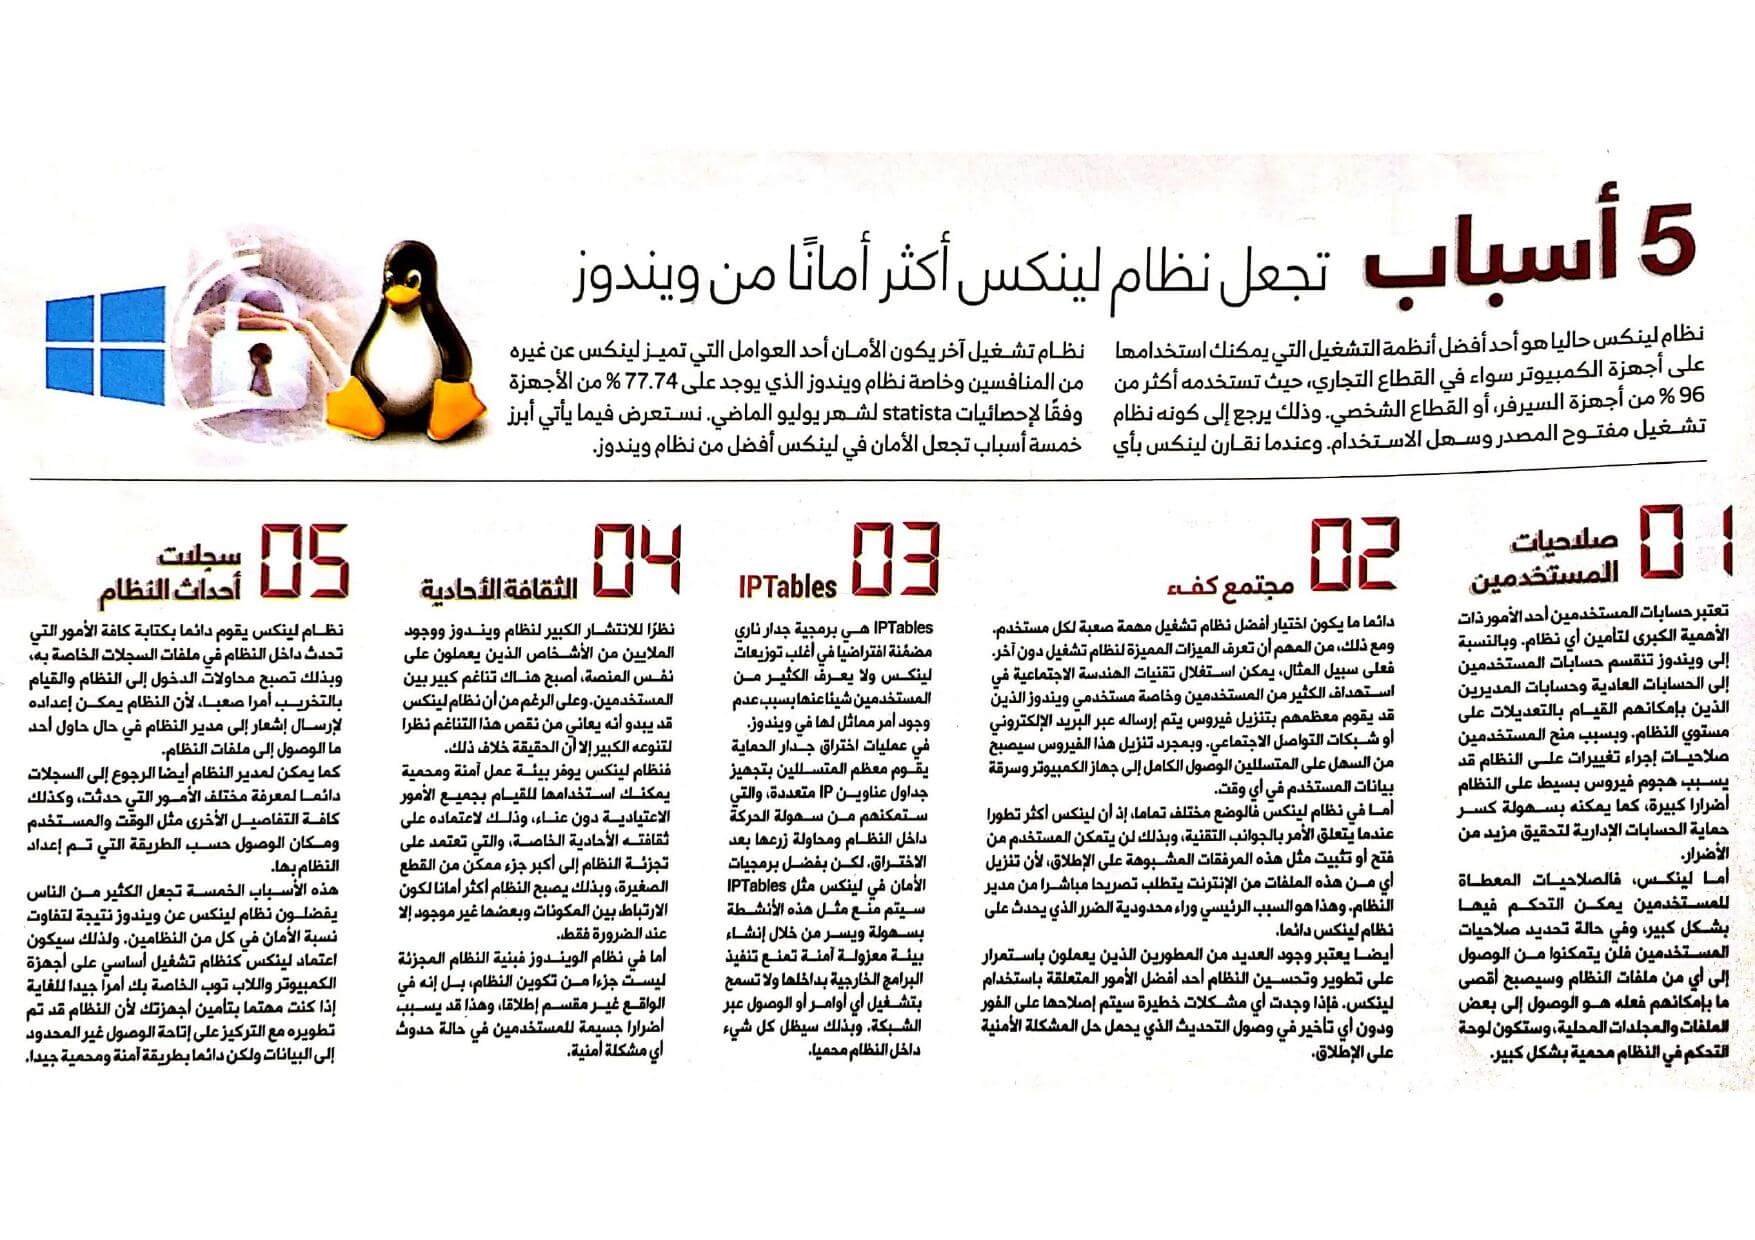 5 أسباب تجعل نظام لينكس أكثر أمانًا من ويندوز
نظام لينكس حاليا هو أحد أفضل أنظمة التشغيل التي يمكنك استخدامها
على أجهزة الكمبيوتر سواء في القطاع التجاري، حيث تستخدمه أكثر من
96 % من أجهزة السيرفر، أو القطاع الشخصي. وذلك يرجع إلى كونه نظام
تشغيل مفتوح المصدر وسهل الاستخدام. وعندما نقارن لينكس بأي
نظام تشغيل آخر يكون الأمان أحد العوامل التي تميز لينكس عن غيره
من المنافسين وخاصة نظام ويندوز الذي يوجد على 77.74 % من الأجهزة
وفقًا لإحصائيات statista لشهر يوليو الماضي. نستعرض فيما يأتي أبرز
خمسة أسباب تجعل الأمان في لينكس أفضل من نظام ويندوز.
01 صلاحيات
المستخدمين
تعتبر حسابات المستخدمين أحد الأمور ذات
الأهمية الكبرى لتأمين أي نظام. وبالنسبة
إلى ويندوز تنقسم حسابات المستخدمين
إلى الحسابات العادية وحسابات المديرين
الذين بإمكانهم القيام بالتعديلات على
مستوي النظام. وبسبب منح المستخدمين
صلاحيات إجراء تغييرات على النظام قد
يسبب هجوم فيروس بسيط على النظام
أضرارا كبيرة، كما يمكنه بسهولة كسر
حماية الحسابات الإدارية لتحقيق مزيد من
الأضرار.
أما لينكس، فالصلاحيات المعطاة
للمستخدمين يمكن التحكم فيها
بشكل كبير، وفي حالة تحديد صلاحيات
المستخدمين فلن يتمكنوا من الوصول
إلى أي من ملفات النظام وسيصبح أقصى
ما بإمكانهم فعله هو الوصول إلى بعض
الملفات والمجلدات المحلية، وستكون لوحة
التحكم في النظام محمية بشكل كبير.
02 مجتمع كفء
دائما ما يكون اختيار أفضل نظام تشغيل مهمة صعبة لكل مستخدم.
ومع ذلك، من المهم أن تعرف الميزات المميزة لنظام تشغيل دون آخر.
فعلى سبيل المثال، يمكن استغلال تقنيات الهندسة الاجتماعية في
استهداف الكثير من المستخدمين وخاصة مستخدمي ويندوز الذين
قد يقوم معظمهم بتنزيل فيروس يتم إرساله عبر البريد الإلكتروني
أو شبكات التواصل الاجتماعي. وبمجرد تنزيل هذا الفيروس سيصبح
من السهل على المتسللين الوصول الكامل إلى جهاز الكمبيوتر وسرقة
بيانات المستخدم في أي وقت.
أما في نظام لينكس فالوضع مختلف تماما، إذ أن لينكس أكثر تطورا
عندما يتعلق الأمر بالجوانب التقنية، وبذلك لن يتمكن المستخدم من
فتح أو تثبيت مثل هذه المرفقات المشبوهة على الإطلاق، لأن تنزيل
أي من هذه الملفات من الإنترنت يتطلب تصريحا مباشرا من مدير
النظام. وهذا هو السبب الرئيسي وراء محدودية الضرر الذي يحدث على
نظام لينكس دائما.
أيضا يعتبر وجود العديد من المطورين الذين يعملون باستمرار
على تطوير وتحسين النظام أحد أفضل الأمور المتعلقة باستخدام
لينكس. فإذا وجدت أي مشكلات خطيرة سيتم إصلاحها على الفور
ودون أي تأخير في وصول التحديث الذي يحمل حل المشكلة الأمنية
على الإطلاق.
03 IPTables
IPTables هي برمجية جدار ناري
مضمّنة افتراضيا في أغلب توزيعات
لينكس ولا يعرف الكثير من
المستخدمين شيئا عنها بسبب عدم
وجود أمر مماثل لها في ويندوز.
في عمليات اختراق جدار الحماية
يقوم معظم المتسللين بتجهيز
جداول عناوين IP متعددة، والتي
ستمكنهم من سهولة الحركة
داخل النظام ومحاولة زرعها بعد
الاختراق. لكن بفضل برمجيات
الأمان في لينكس مثل IPTables
سيتم منع مثل هذه الأنشطة
بسهولة ويسر من خلال إنشاء
بيئة معزولة آمنة تمنع تنفيذ
البرامج الخارجية بداخلها ولا تسمح
بتشغيل أي أوامر أو الوصول عبر
الشبكة. وبذلك سيظل كل شيء
داخل النظام محميا.
04 الثقافة الأحادية
نظرًا للانتشار الكبير لنظام ويندوز ووجود
الملايين من الأشخاص الذين يعملون على
نفس المنصة، أصبح هناك تناغم كبير بين
المستخدمين. وعلى الرغم من أن نظام لينكس
قد يبدو أنه يعاني من نقص هذا التناغم نظرا
لتنوعه الكبير إلا أن الحقيقة خلاف ذلك.
فنظام لينكس يوفر بيئة عمل آمنة ومحمية
يمكنك استخدامها للقيام بجميع الأمور
الاعتيادية دون عناء، وذلك لاعتماده على
ثقافته الأحادية الخاصة، والتي تعتمد على
تجزئة النظام إلى أكبر جزء ممكن من القطع
الصغيرة، وبذلك يصبح النظام أكثر أمانا لكون
الارتباط بين المكونات وبعضها غير موجود إلا
عند الضرورة فقط.
أما في نظام الويندوز فبنية النظام المجزئة
ليست جزءا من تكوين النظام، بل إنه في
الواقع غير مقسم إطلاقا، وهذا قد يسبب
أضرارا جسيمة للمستخدمين في حالة حدوث
أي مشكلة أمنية.
05 سجلات
أحداث النظام
نظام لينكس يقوم دائما بكتابة كافة الأمور التي
تحدث داخل النظام في ملفات السجلات الخاصة به،
وبذلك تصبح محاولات الدخول إلى النظام والقيام
بالتخريب أمرا صعبا، لأن النظام يمكن إعداده
لإرسال إشعار إلى مدير النظام في حال حاول أحد
ما الوصول إلى ملفات النظام.
كما يمكن لمدير النظام أيضا الرجوع إلى السجلات
دائما لمعرفة مختلف الأمور التي حدثت، وكذلك
كافة التفاصيل الأخرى مثل الوقت والمستخدم
ومكان الوصول حسب الطريقة التي تم إعداد
النظام بها.
هذه الأسباب الخمسة تجعل الكثير من الناس
يفضلون نظام لينكس عن ويندوز نتيجة لتفاوت
نسبة الأمان في كل من النظامين. ولذلك سيكون
اعتماد لينكس كنظام تشغيل أساسي على أجهزة
الكمبيوتر واللاب توب الخاصة بك أمرا جيدا للغاية
إذا كنت مهتما بتأمين أجهزتك لأن النظام قد تم
تطويره مع التركيز على إتاحة الوصول غير المحدود
إلى البيانات ولكن دائما بطريقة آمنة ومحمية جيدا.